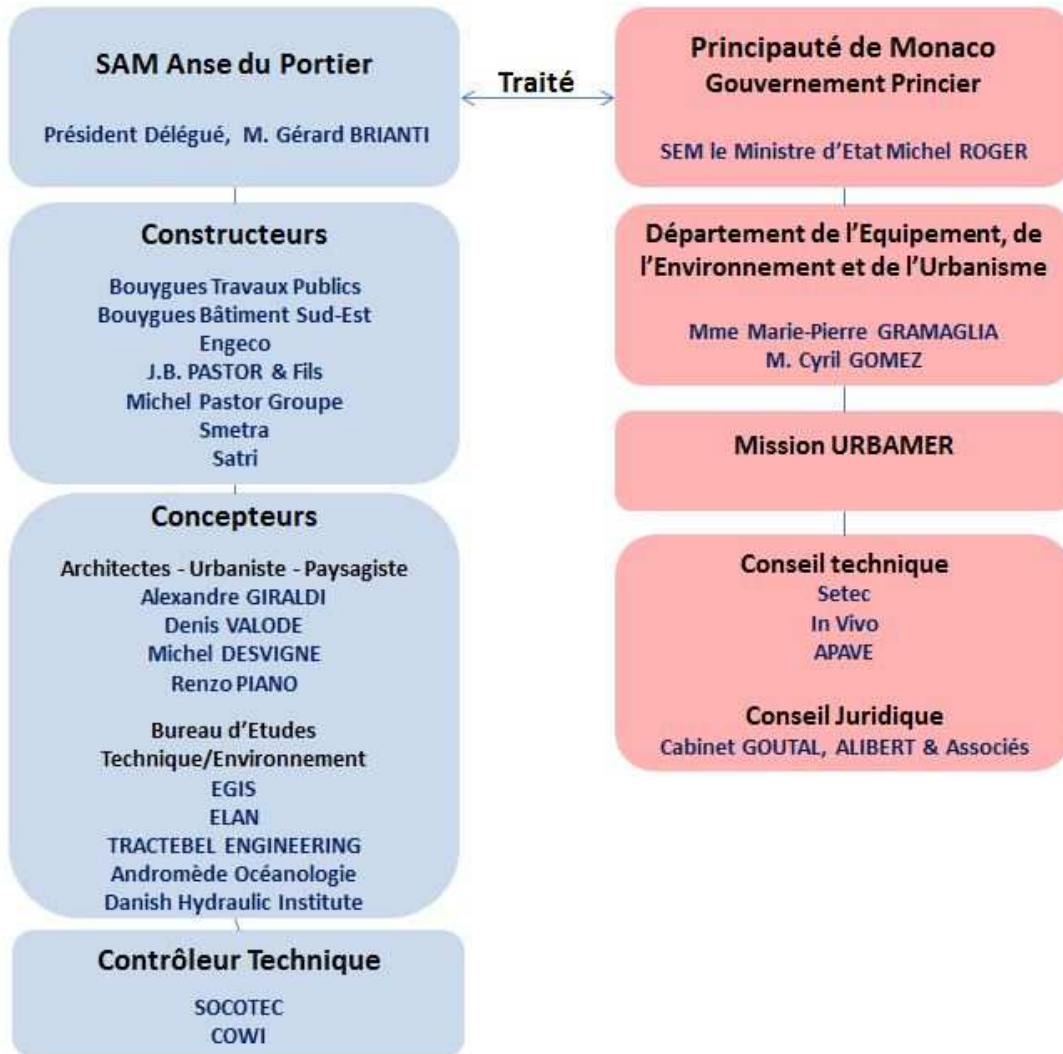 SAM Anse du Portier
Président Délégué, M. Gérard BRIANTI
Traité
Principauté de Monaco
Gouvernement Princier
SEM le Ministre d'Etat Michel ROGER
Constructeurs
Bouygues Travaux Publics
Bouygues Bâtiment Sud-Est
Engeco
J.B. PASTOR & Fils
Michel Pastor Groupe
Smetra
Satri
Département de l'Equipement, de
l'Environnement et de l'Urbanisme
Mme Marie-Pierre GRAMAGLIA
M. Cyril GOMEZ
Mission URBAMER
Concepteurs
Architectes - Urbaniste - Paysagiste
Alexandre GIRALDI
Denis VALODE
Michel DESVIGNE
Renzo PIANO
Bureau d'Etudes
Technique/Environnement
EGIS
ELAN
TRACTEBEL ENGINEERING
Andromède Océanologie
Danish Hydraulic Institute
Conseil technique
Setec
In Vivo
APAVE
Conseil Juridique
Cabinet GOUTAL, ALIBERT & Associés
Contrôleur Technique
SOCOTEC
COWI